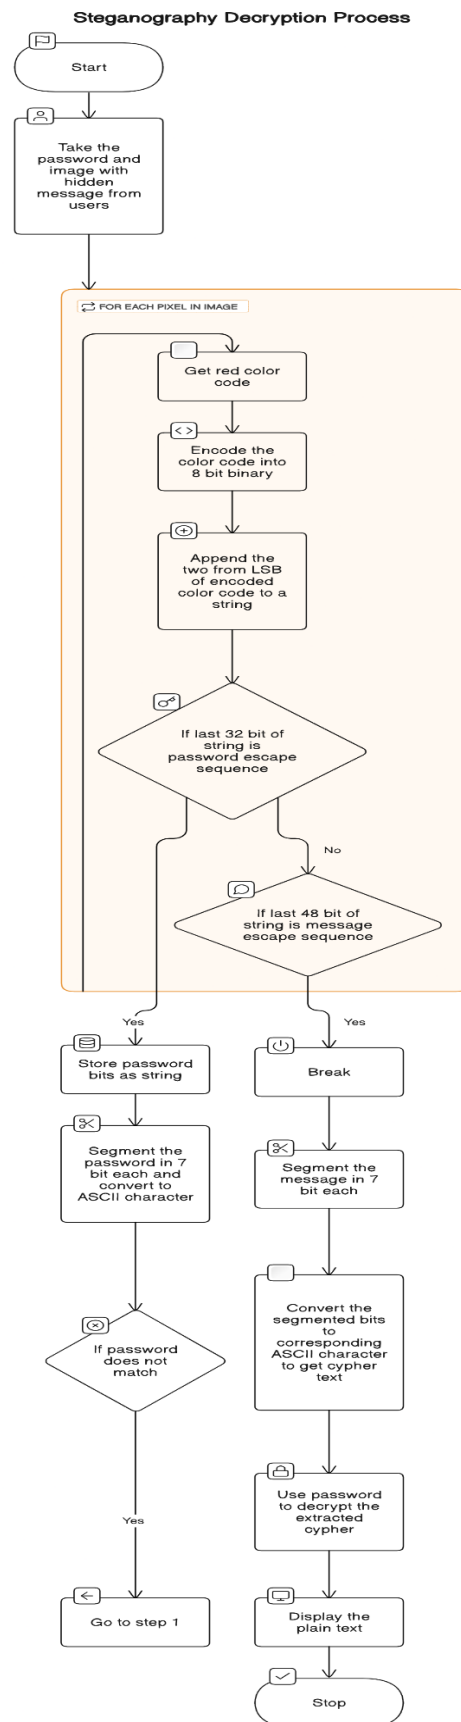 Steganography Decryption Process
Start
Take the
password and
image with
hidden
message from
users
FOR EACH PIXEL IN IMAGE
Get red color
code
Encode the
color code into
8 bit binary
Append the
two from LSB
of encoded
color code to a
string
If last 32 bit of
string is
password escape
sequence
No
If last 48 bit of
string is message
escape sequence
Yes
Yes
Store password
bits as string
Break
Segment the
password in 7
bit each and
convert to
ASCII character
Segment the
message in 7
bit each
Convert the
segmented bits
to
corresponding
ASCII character
to get cypher
text
If password
does not
match
Use password
to decrypt the
extracted
cypher
Yes
Go to step 1
Display the
plain text
Stop